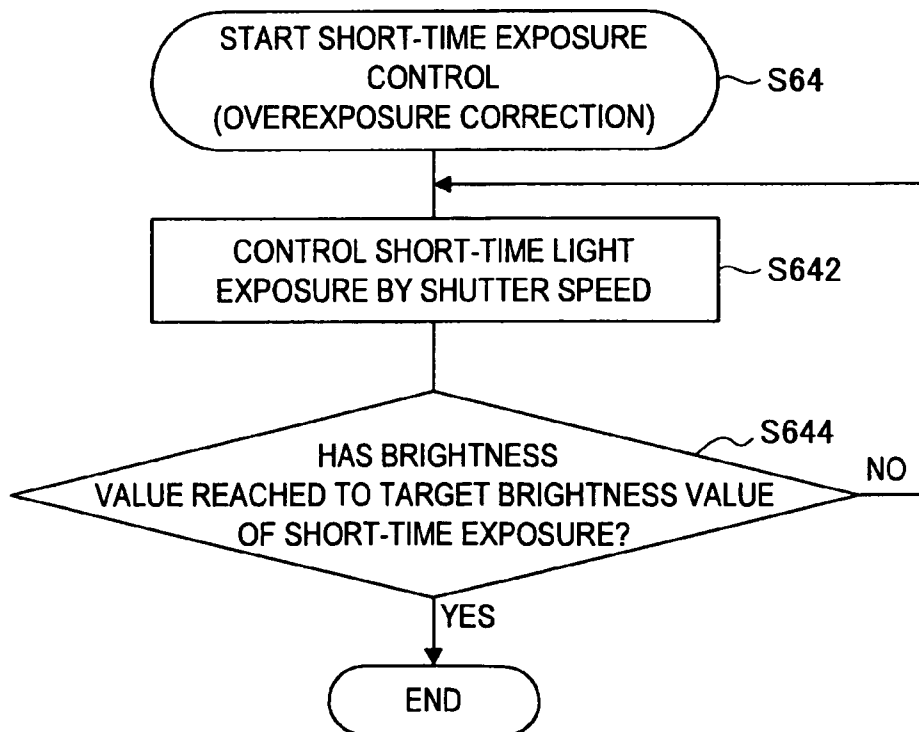 START SHORT-TIME EXPOSURE
CONTROL
(OVEREXPOSURE CORRECTION)
S64
CONTROL SHORT-TIME LIGHT
EXPOSURE BY SHUTTER SPEED
S642
S644
HAS BRIGHTNESS
VALUE REACHED TO TARGET BRIGHTNESS VALUE
OF SHORT-TIME EXPOSURE?
NO
YES
END